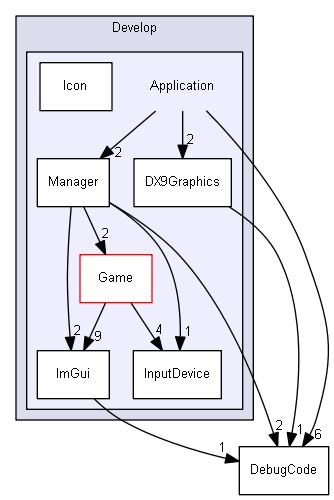 Develop
Icon
Application
2
2
Manager
DX9Graphics
2
Game
2
9
4
1
ImGui
InputDevice
1
2
1
6
DebugCode